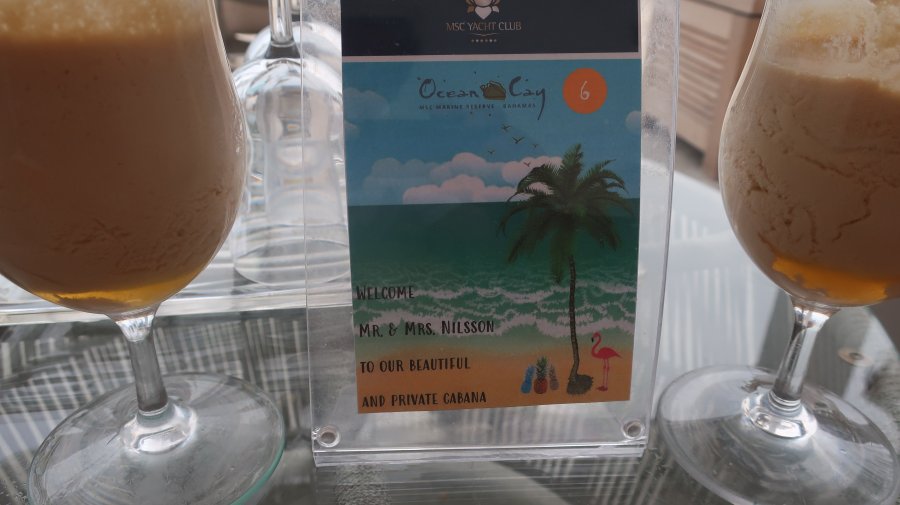 MSC YACHT CLUB
Ocean Cay
MSC MARINE RESERVE BAHAMAS
6
WELCOME
MR. & MRS. NILSSON
TO OUR BEAUTIFUL
AND PRIVATE CABANA